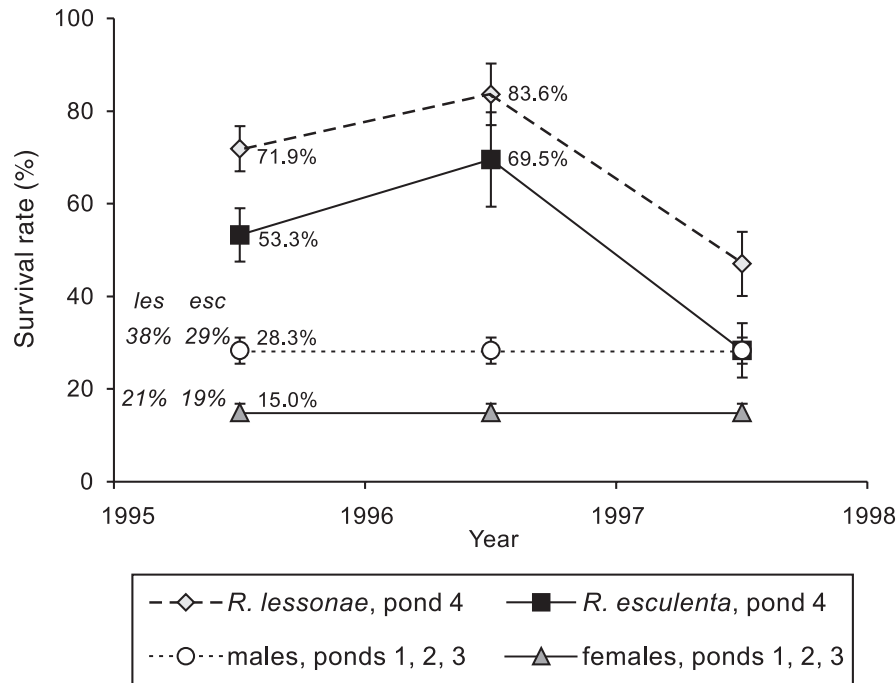 100
80
60
40
20
0
Survival rate (%)
83.6%
71.9%
69.5%
53.3%
les esc
38% 29% 28.3%
21% 19% 15.0%
1995 1996 1997 1998
Year
R. lessonae, pond 4 R. esculenta, pond 4
males, ponds 1, 2, 3 females, ponds 1, 2, 3